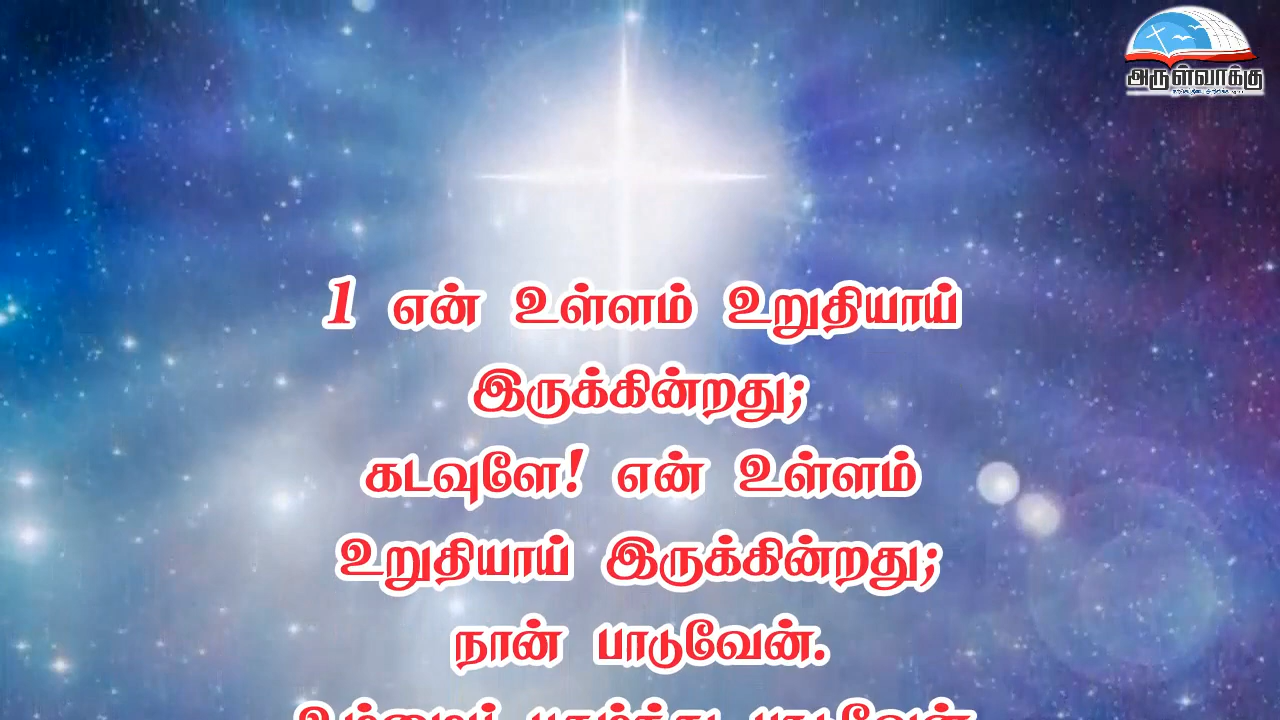 அருள்வாக்கு
1 என் உள்ளம் உறுதியாய்
இருக்கின்றது;
கடவுளே! என் உள்ளம்
உறுதியாய் இருக்கின்றது;
நான் பாடுவேன்.